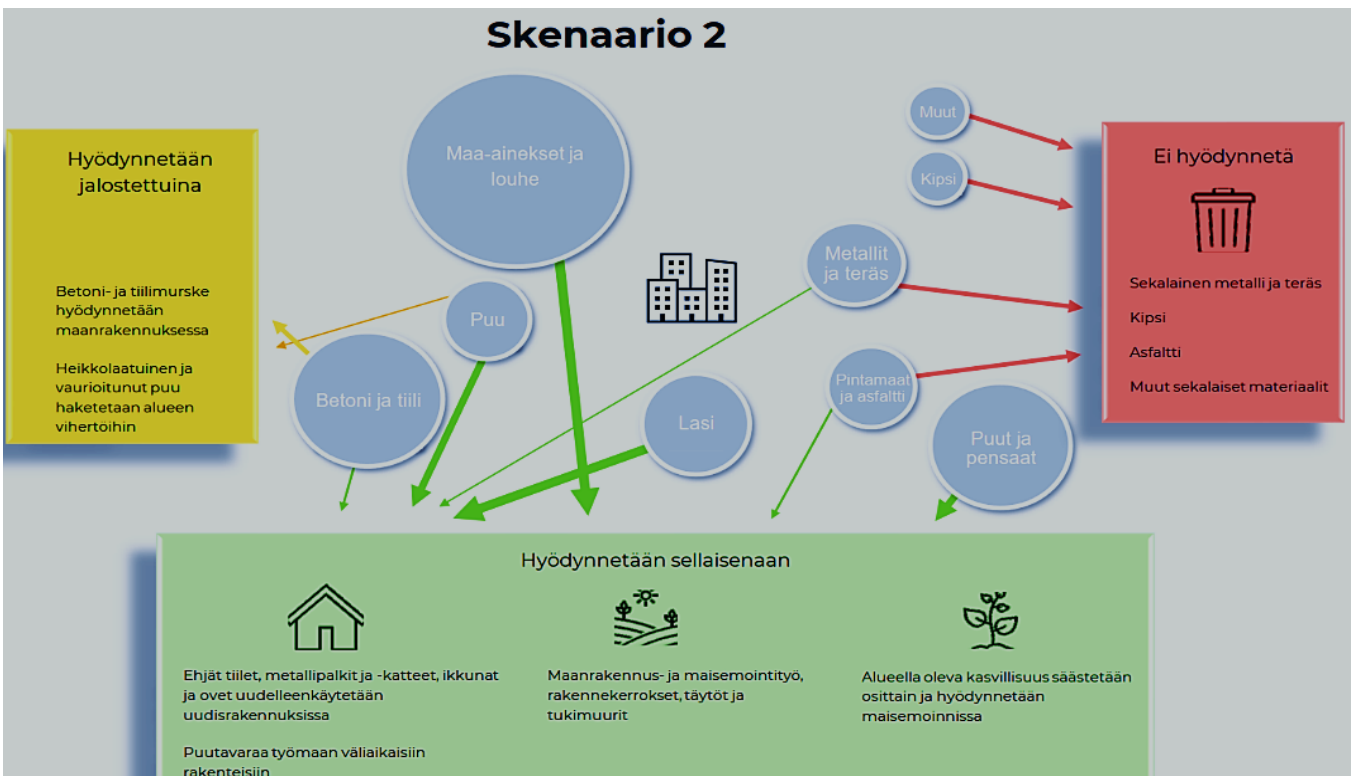 Skenaario 2
Hyödynnetään
jalostettuina
Betoni- ja tiilimurske
hyödynnetään
maanrakennuksessa
Heikkolaatuinen ja
vaurioitunut puu
haketetaan alueen
vihertöihin
Maa-ainekset ja
louhe
Puu
Betoni ja tiili
Lasi
Muut
Kipsi
Metallit
ja teräs
Pintamaat
ja asfaltti
Puut ja
pensaat
Ei hyödynnetä
Sekalainen metalli ja teräs
Kipsi
Asfaltti
Muut sekalaiset materiaalit
Hyödynnetään sellaisenaan
Ehjät tiilet, metallipalkit ja -katteet, ikkunat
ja ovet uudelleenkäytetään
uudisrakennuksissa
Puutavaraa työmaan väliaikaisiin
rakenteisiin
Maanrakennus- ja maisemointityö,
rakennekerrokset, täytöt ja
tukimuurit
Alueella oleva kasvillisuus säästetään
osittain ja hyödynnetään
maisemoinnissa